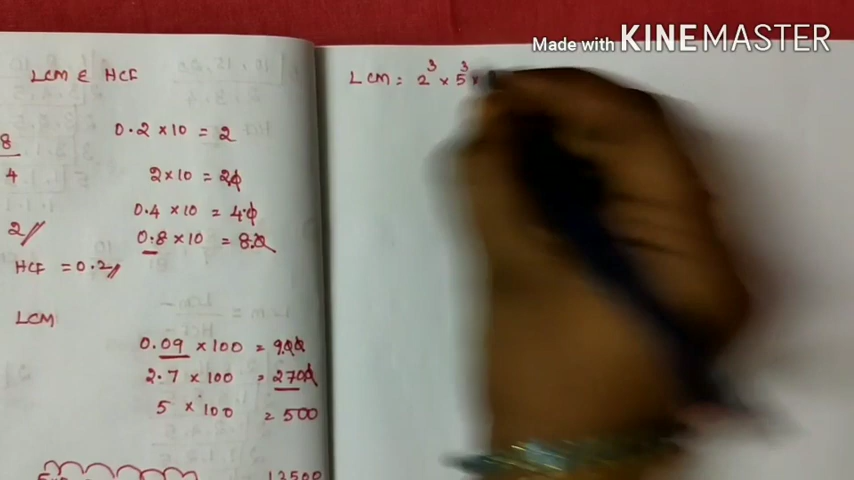 Made with KINEMASTER
LCM & HCF
8
4
2//
0.2 × 10 = 2
2 × 10 = 20
0.4 × 10 = 4.0
0.8 × 10 = 8.0
HCF = 0.2//
LCM
0.09 × 100 = 9.00
2.7 × 100 = 270
5 × 100 = 500
13500
LCM = 2³ × 5³ ×